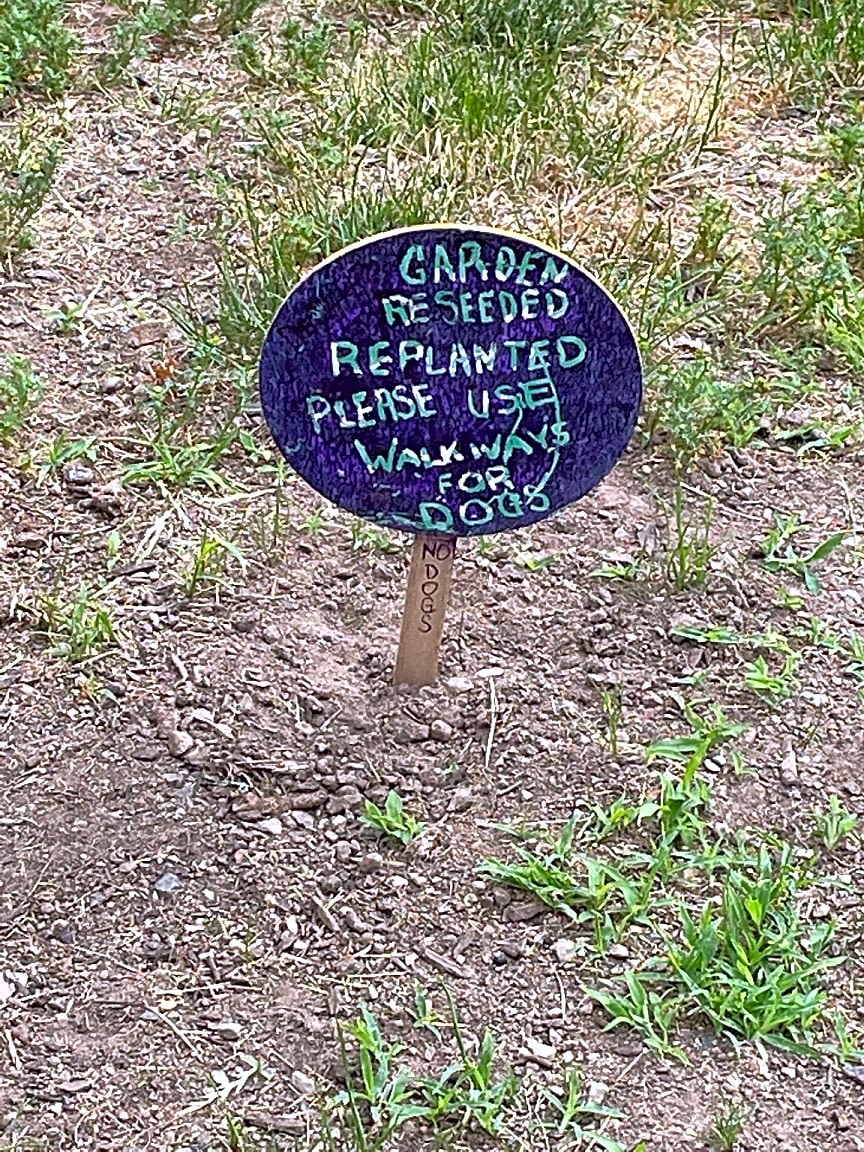 GARDEN
RESEEDED
REPLANTED
PLEASE USE
WALKWAYS
FOR
DOGS
NO
DOGS